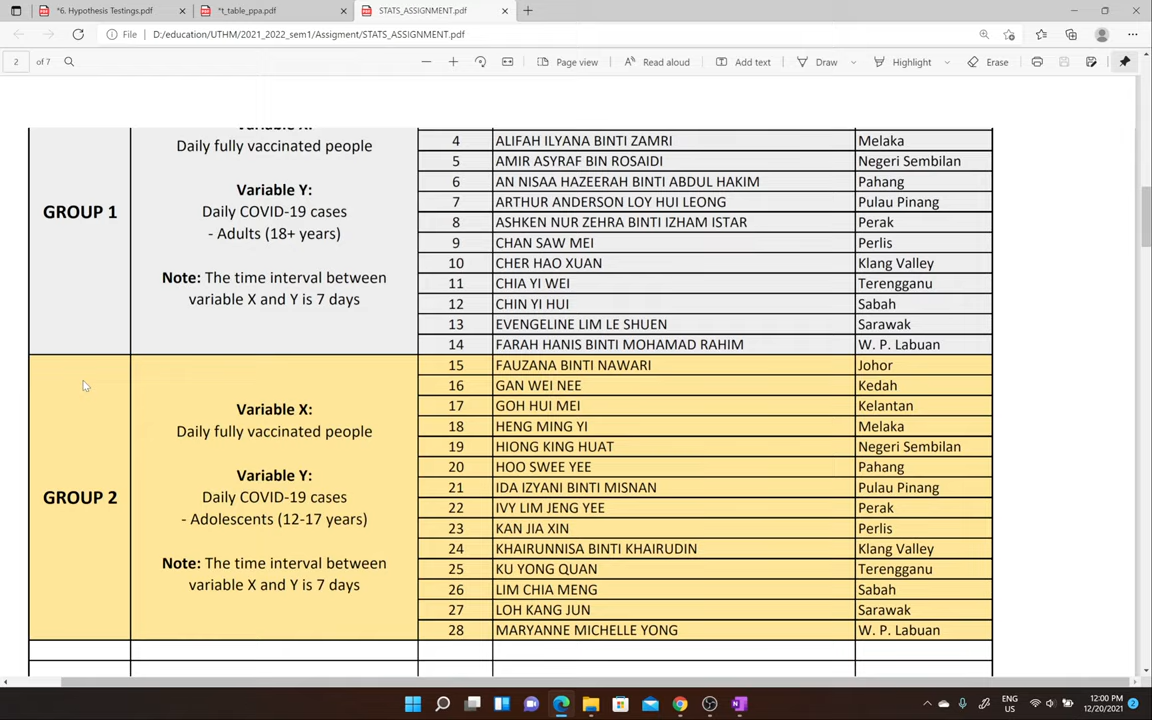 *6. Hypothesis Testings.pdf
*t_table_ppa.pdf
STATS_ASSIGNMENT.pdf
File
D:/education/UTHM/2021_2022_sem1/Assigment/STATS_ASSIGNMENT.pdf
2 of 7
Page view
Read aloud
Add text
Draw
Highlight
Erase
GROUP 1
Variable X:
Daily fully vaccinated people
Variable Y:
Daily COVID-19 cases
- Adults (18+ years)
Note: The time interval between
variable X and Y is 7 days
4 ALIFAH ILYANA BINTI ZAMRI Melaka
5 AMIR ASYRAF BIN ROSAIDI Negeri Sembilan
6 AN NISAA HAZEERAH BINTI ABDUL HAKIM Pahang
7 ARTHUR ANDERSON LOY HUI LEONG Pulau Pinang
8 ASHKEN NUR ZEHRA BINTI IZHAM ISTAR Perak
9 CHAN SAW MEI Perlis
10 CHER HAO XUAN Klang Valley
11 CHIA YI WEI Terengganu
12 CHIN YI HUI Sabah
13 EVENGELINE LIM LE SHUEN Sarawak
14 FARAH HANIS BINTI MOHAMAD RAHIM W. P. Labuan
GROUP 2
Variable X:
Daily fully vaccinated people
Variable Y:
Daily COVID-19 cases
- Adolescents (12-17 years)
Note: The time interval between
variable X and Y is 7 days
15 FAUZANA BINTI NAWARI Johor
16 GAN WEI NEE Kedah
17 GOH HUI MEI Kelantan
18 HENG MING YI Melaka
19 HIONG KING HUAT Negeri Sembilan
20 HOO SWEE YEE Pahang
21 IDA IZYANI BINTI MISNAN Pulau Pinang
22 IVY LIM JENG YEE Perak
23 KAN JIA XIN Perlis
24 KHAIRUNNISA BINTI KHAIRUDIN Klang Valley
25 KU YONG QUAN Terengganu
26 LIM CHIA MENG Sabah
27 LOH KANG JUN Sarawak
28 MARYANNE MICHELLE YONG W. P. Labuan
ENG
US
12:00 PM
12/20/2021
2